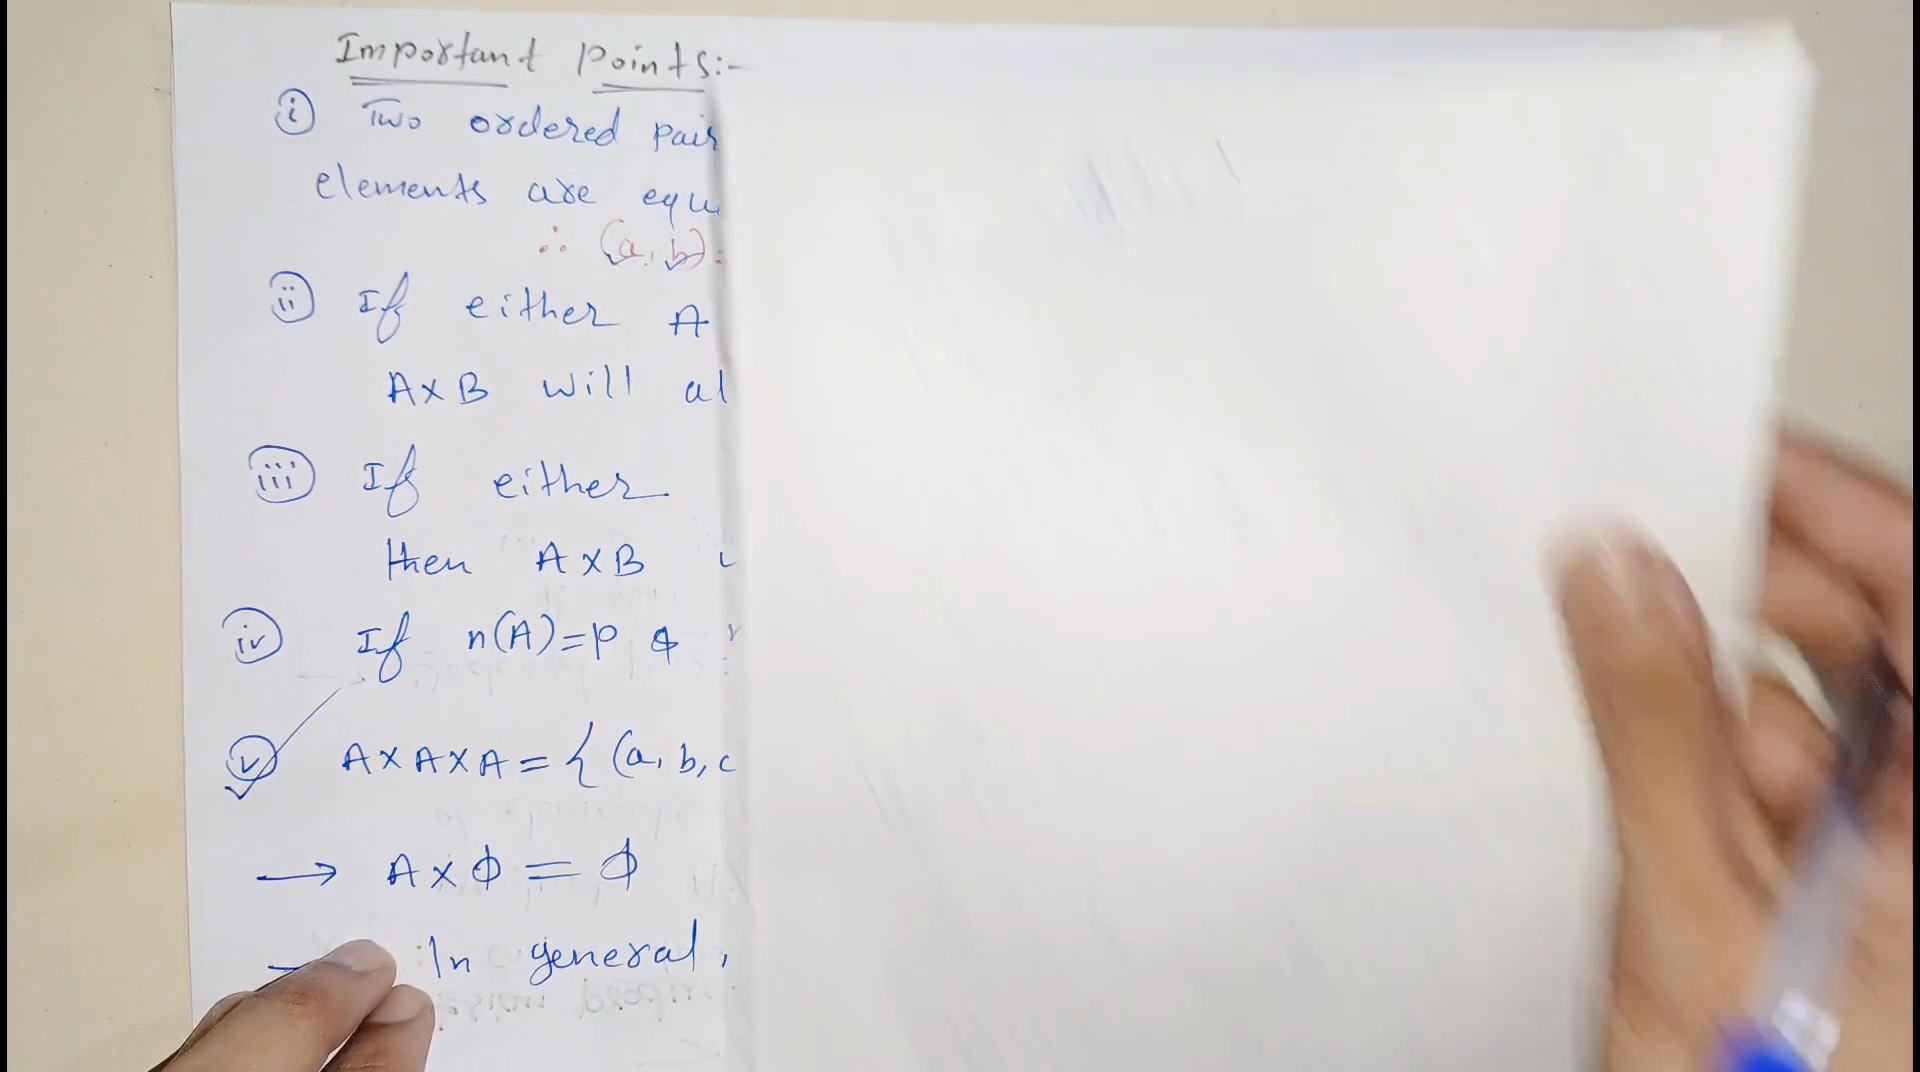 Important Points:-
(i) Two ordered pair
elements are equ
∴ (a, b) =
(ii) If either A
A×B will al
(iii) If either
then A×B
(iv) If n(A)=p &
(v) A×A×A = { (a, b, c
→ A×ϕ = ϕ
→ In general,